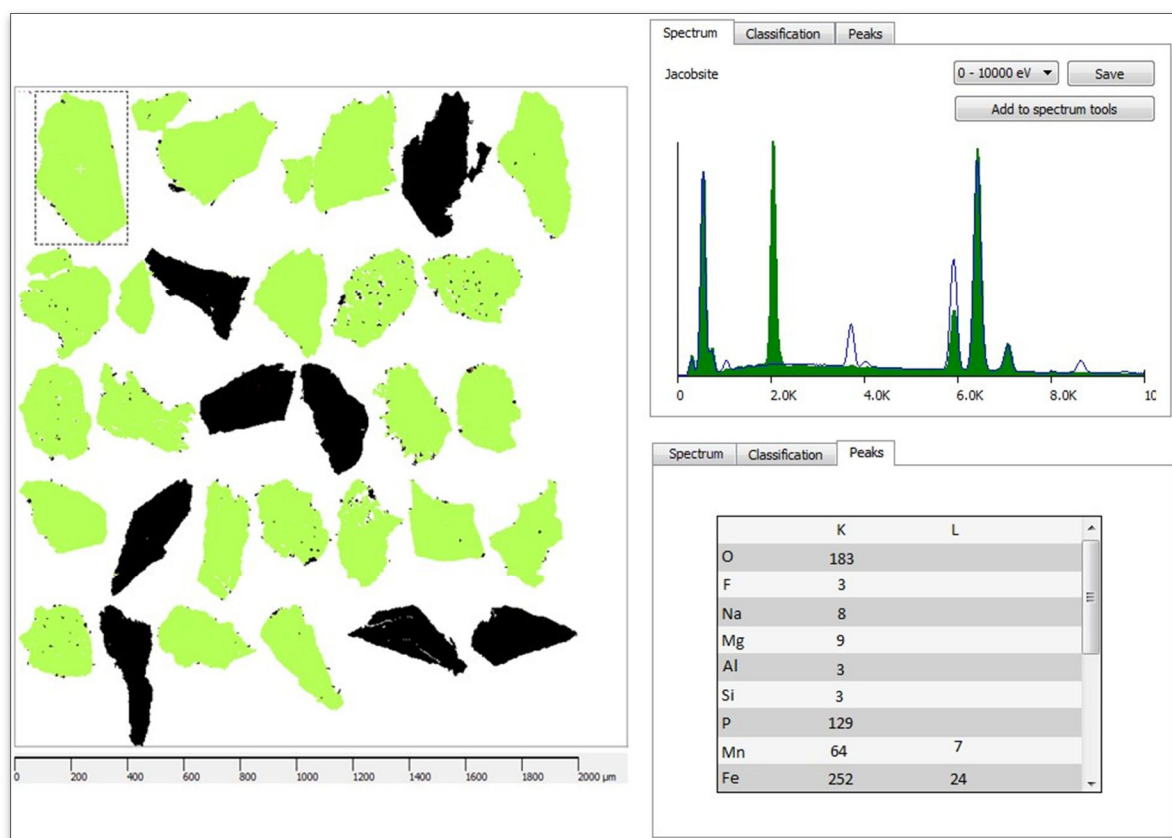 Spectrum Classification Peaks
Jacobsite
0 - 10000 eV
Save
Add to spectrum tools
0 2.0K 4.0K 6.0K 8.0K 10
Spectrum Classification Peaks
K L
O 183
F 3
Na 8
Mg 9
Al 3
Si 3
P 129
Mn 64 7
Fe 252 24
0 200 400 600 800 1000 1200 1400 1600 1800 2000 µm